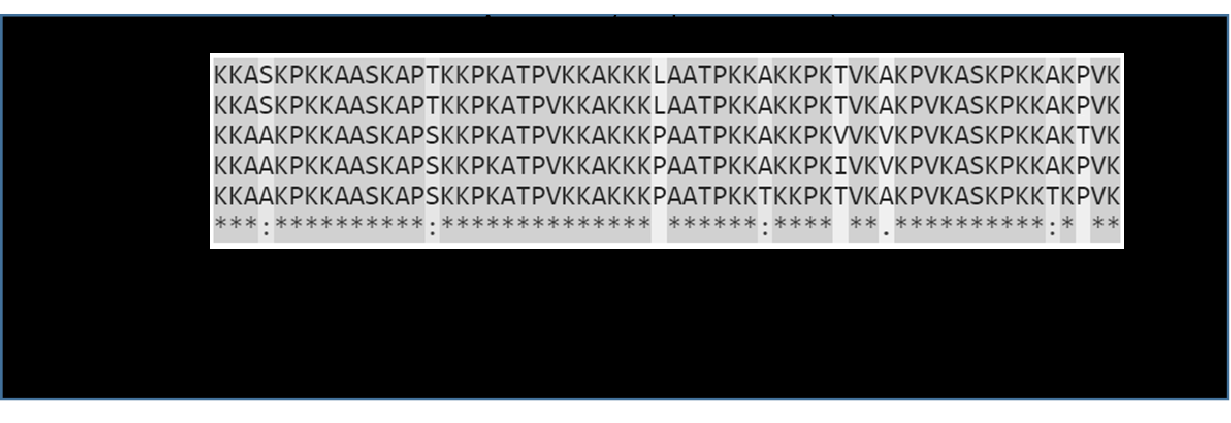 KKASKPKKAASKAPTKKPKATPVKKAKKKLAATPKKAKKPKTVKAKPVKASKPKKAKPVK
KKASKPKKAASKAPTKKPKATPVKKAKKKLAATPKKAKKPKTVKAKPVKASKPKKAKPVK
KKAAKPKKAASKAPSKKPKATPVKKAKKKPAATPKKAKKPKVVKVKPVKASKPKKAKTVK
KKAAKPKKAASKAPSKKPKATPVKKAKKKPAATPKKAKKPKIVKVKPVKASKPKKAKPVK
KKAAKPKKAASKAPSKKPKATPVKKAKKKPAATPKKTKKPKTVKAKPVKASKPKKTKPVK
***:**********:************** ******:**** **.**********:* **